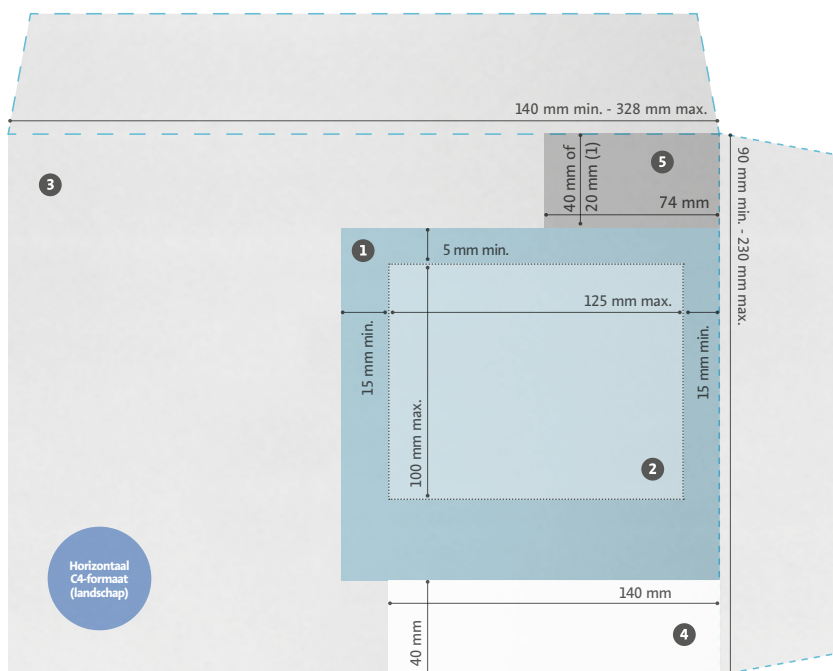 140 mm min. - 328 mm max.
3
40 mm of
20 mm (1)
5
74 mm
90 mm min. - 230 mm max.
1
5 mm min.
125 mm max.
15 mm min.
15 mm min.
100 mm max.
2
Horizontaal
C4-formaat
(landschap)
140 mm
40 mm
4